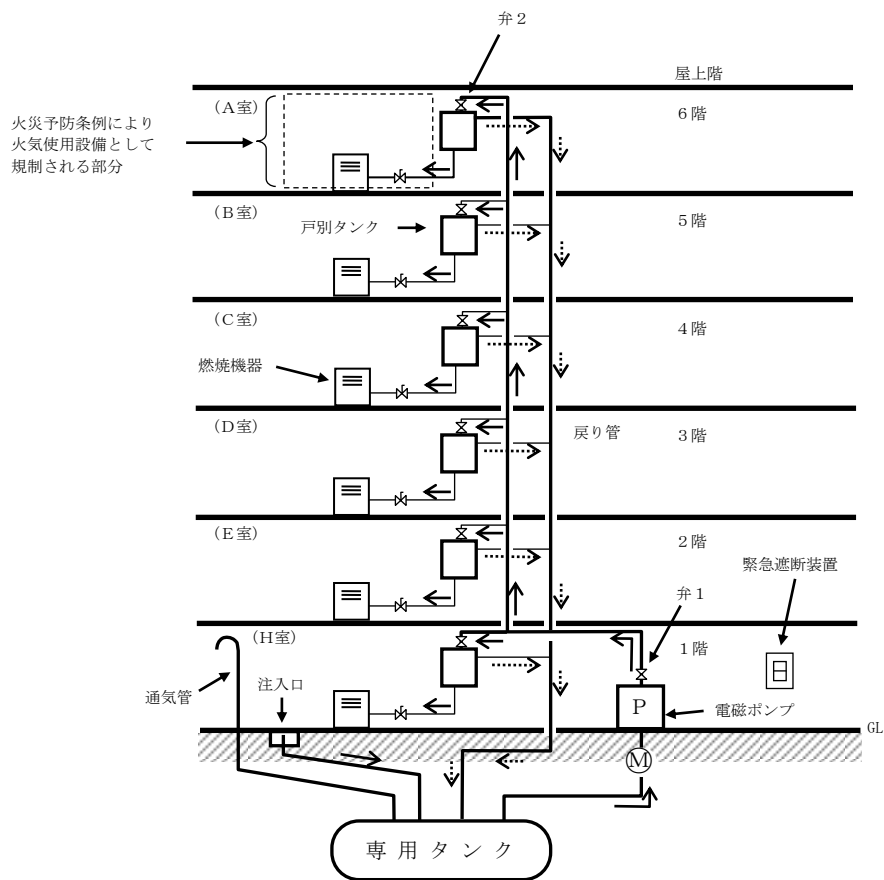 弁２
屋上階
（Ａ室）
６階
火災予防条例により
火気使用設備として
規制される部分
（Ｂ室）
戸別タンク
５階
（Ｃ室）
４階
燃焼機器
（Ｄ室）
戻り管
３階
（Ｅ室）
２階
緊急遮断装置
弁１
（Ｈ室）
１階
通気管
注入口
Ｐ
電磁ポンプ
GL
Ｍ
専用タンク